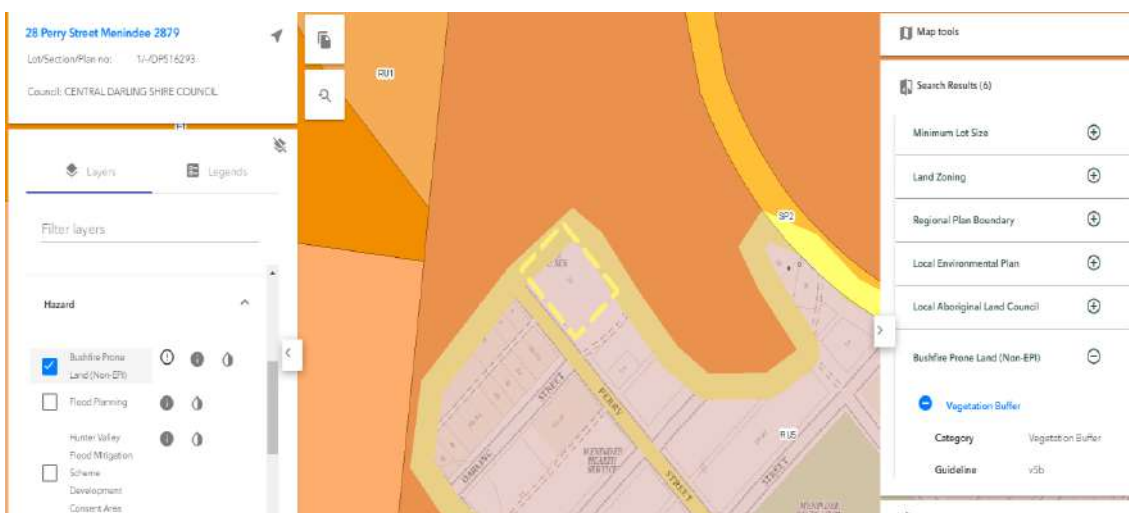 28 Perry Street Menindee 2879
Lot/Section/Plan no: 1/-/DP516293
Council: CENTRAL DARLING SHIRE COUNCIL
Layers
Legends
Filter layers
Hazard
Bushfire Prone
Land (Non-EPI)
Flood Planning
Hunter Valley
Flood Mitigation
Scheme
Development
Consent Area
RU1
SP2
DARLING STREET
PERRY STREET
STREET
RU5
Map tools
Search Results (6)
Minimum Lot Size
Land Zoning
Regional Plan Boundary
Local Environmental Plan
Local Aboriginal Land Council
Bushfire Prone Land (Non-EPI)
Vegetation Buffer
Category Vegetation Buffer
Guideline v5b